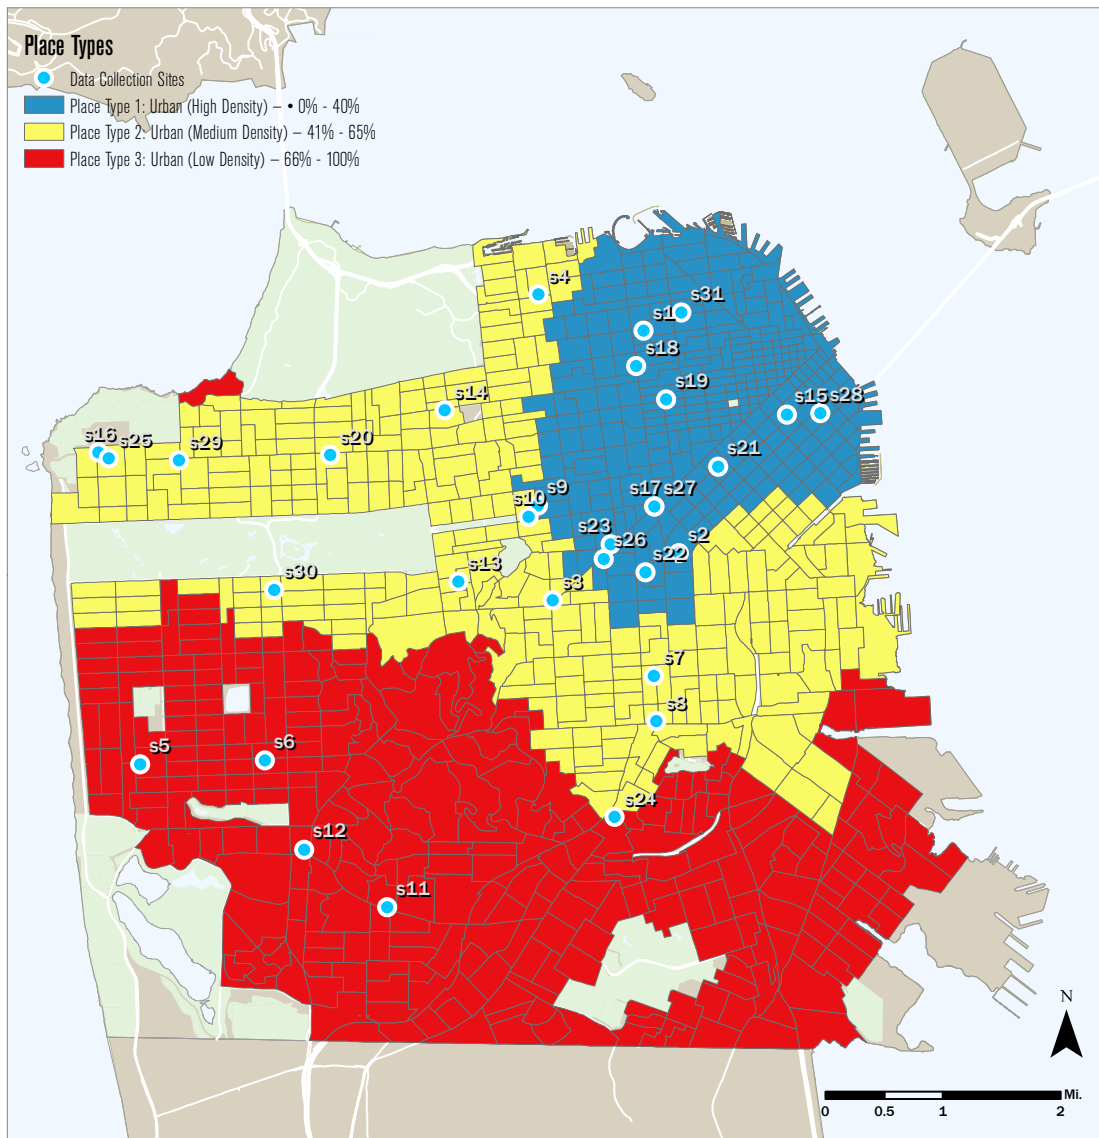 Place Types
Data Collection Sites
Place Type 1: Urban (High Density) – • 0% - 40%
Place Type 2: Urban (Medium Density) – 41% - 65%
Place Type 3: Urban (Low Density) – 66% - 100%
s4
s31
s1
s18
s19
s14
s15
s28
s16
s25
s29
s20
s21
s9
s10
s17
s27
s23
s26
s2
s22
s13
s3
s30
s7
s8
s5
s6
s24
s12
s11
N
Mi.
0 0.5 1 2